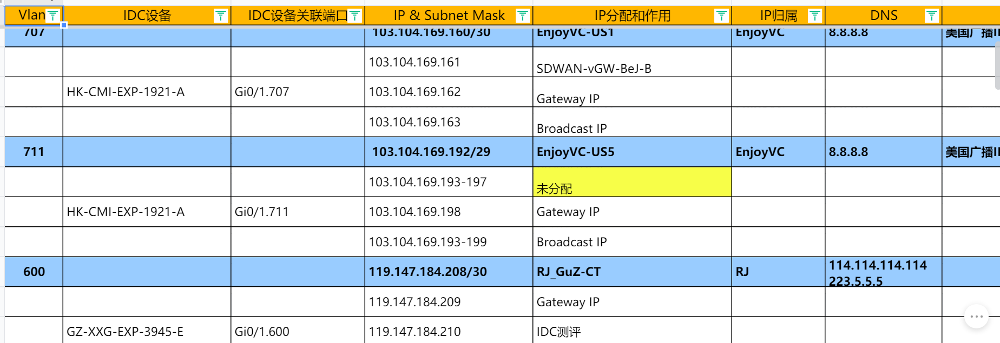 Vlan IDC设备 IDC设备关联端口 IP & Subnet Mask IP分配和作用 IP归属 DNS
707 103.104.169.160/30 EnjoyVC-US1 EnjoyVC 8.8.8.8 美国广播
103.104.169.161 SDWAN-vGW-BeJ-B
HK-CMI-EXP-1921-A Gi0/1.707 103.104.169.162 Gateway IP
103.104.169.163 Broadcast IP
711 103.104.169.192/29 EnjoyVC-US5 EnjoyVC 8.8.8.8 美国广播
103.104.169.193-197 未分配
HK-CMI-EXP-1921-A Gi0/1.711 103.104.169.198 Gateway IP
103.104.169.193-199 Broadcast IP
600 119.147.184.208/30 RJ_GuZ-CT RJ 114.114.114.114
223.5.5.5
119.147.184.209 Gateway IP
GZ-XXG-EXP-3945-E Gi0/1.600 119.147.184.210 IDC测评